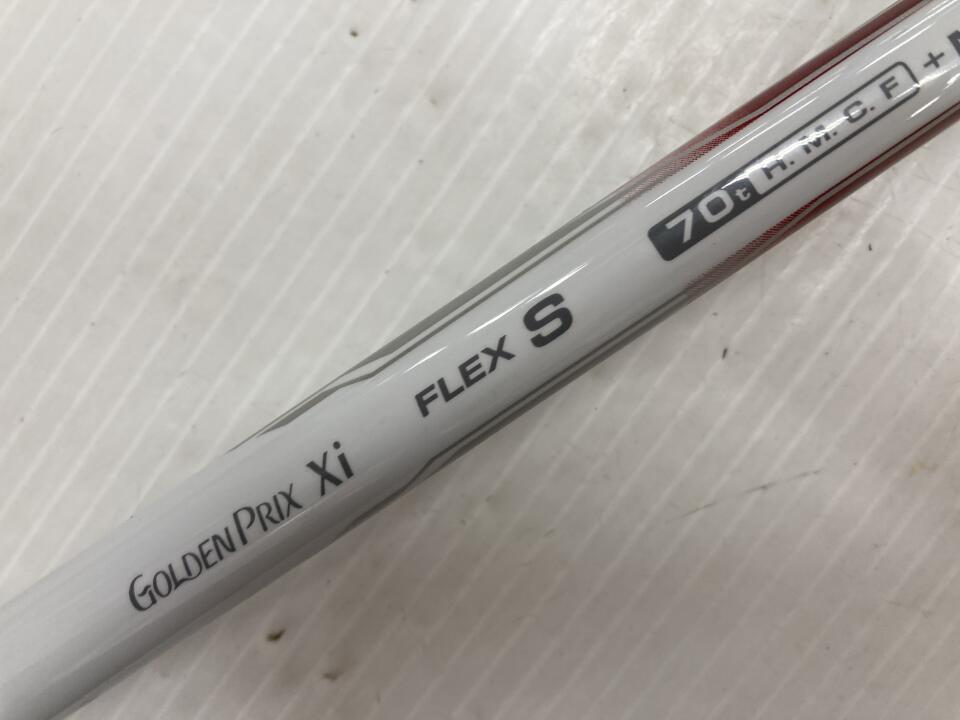 GOLDEN PRIX Xi
FLEX S
70t H. M. C. F +